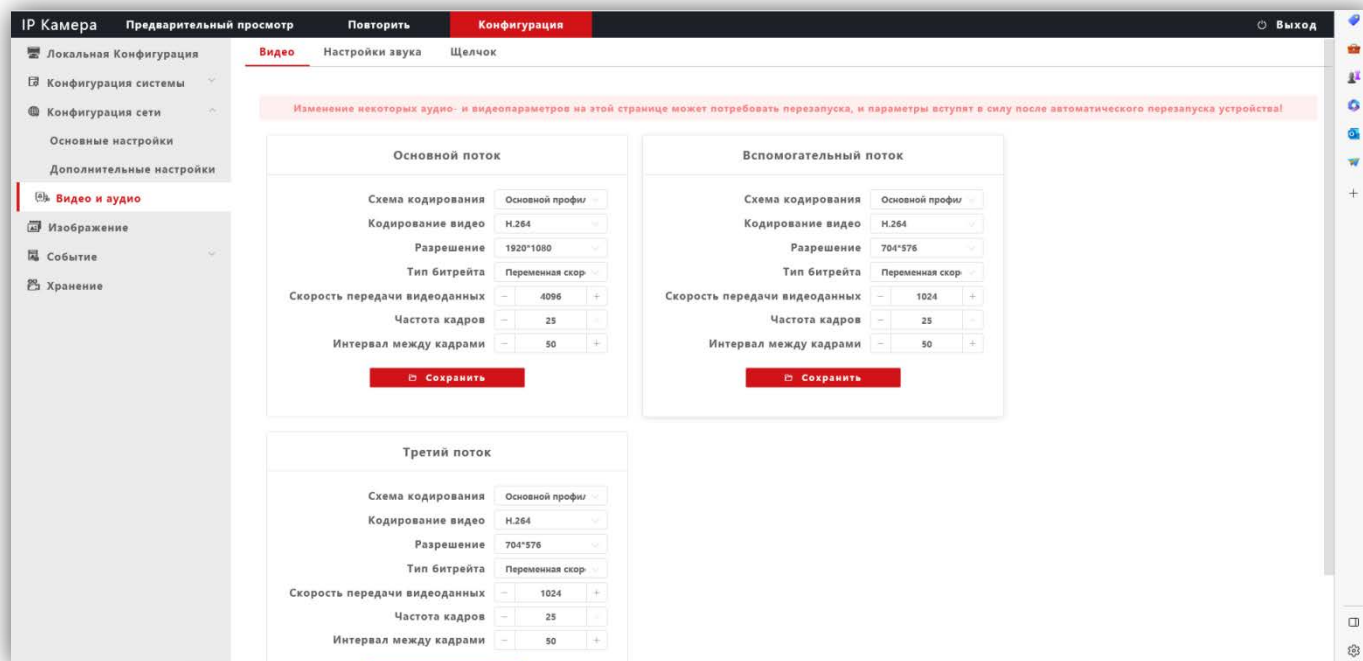 IP Камера Предварительный просмотр Повторить Конфигурация Выход
Локальная Конфигурация
Конфигурация системы
Конфигурация сети
Основные настройки
Дополнительные настройки
Видео и аудио
Изображение
Событие
Хранение
Видео Настройки звука Щелчок
Изменение некоторых аудио- и видеопараметров на этой странице может потребовать перезапуска, и параметры вступят в силу после автоматического перезапуска устройства!
Основной поток
Схема кодирования Основной профил
Кодирование видео H.264
Разрешение 1920*1080
Тип битрейта Переменная скор
Скорость передачи видеоданных − 4096 +
Частота кадров − 25 +
Интервал между кадрами − 50 +
Сохранить
Вспомогательный поток
Схема кодирования Основной профил
Кодирование видео H.264
Разрешение 704*576
Тип битрейта Переменная скор
Скорость передачи видеоданных − 1024 +
Частота кадров − 25 +
Интервал между кадрами − 50 +
Сохранить
Третий поток
Схема кодирования Основной профил
Кодирование видео H.264
Разрешение 704*576
Тип битрейта Переменная скор
Скорость передачи видеоданных − 1024 +
Частота кадров − 25 +
Интервал между кадрами − 50 +